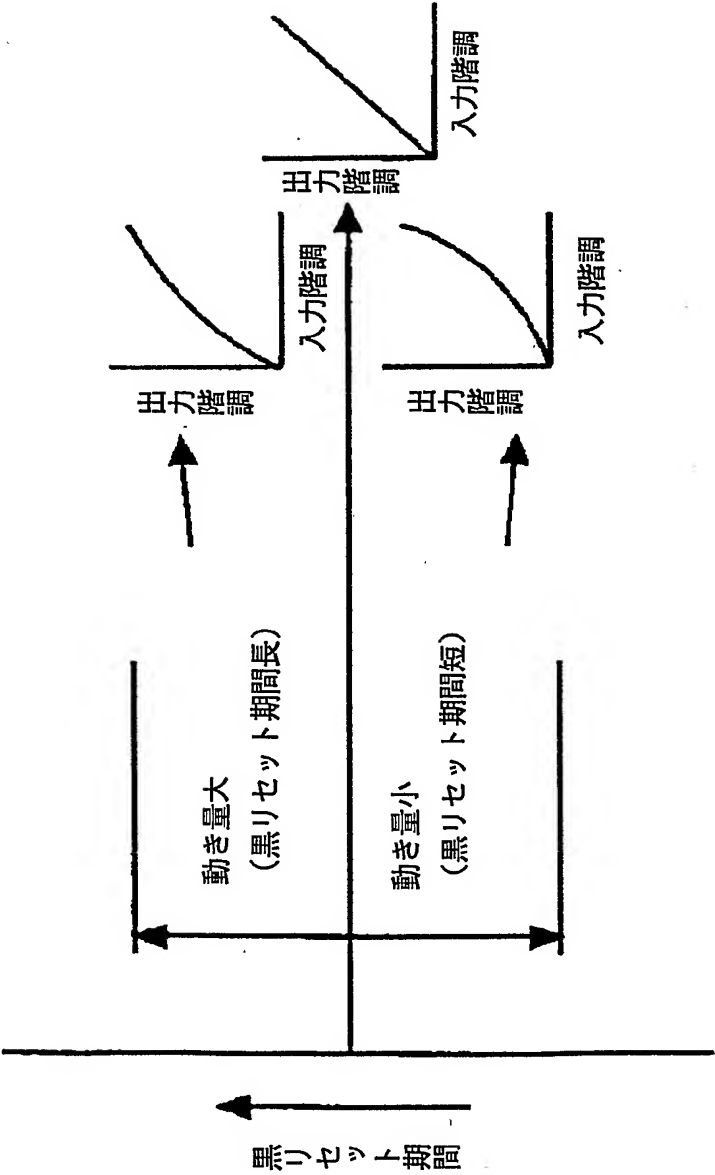 黒リセット期間
動き量大
(黒リセット期間長)
動き量小
(黒リセット期間短)
出力階調
入力階調
出力階調
入力階調
出力階調
入力階調